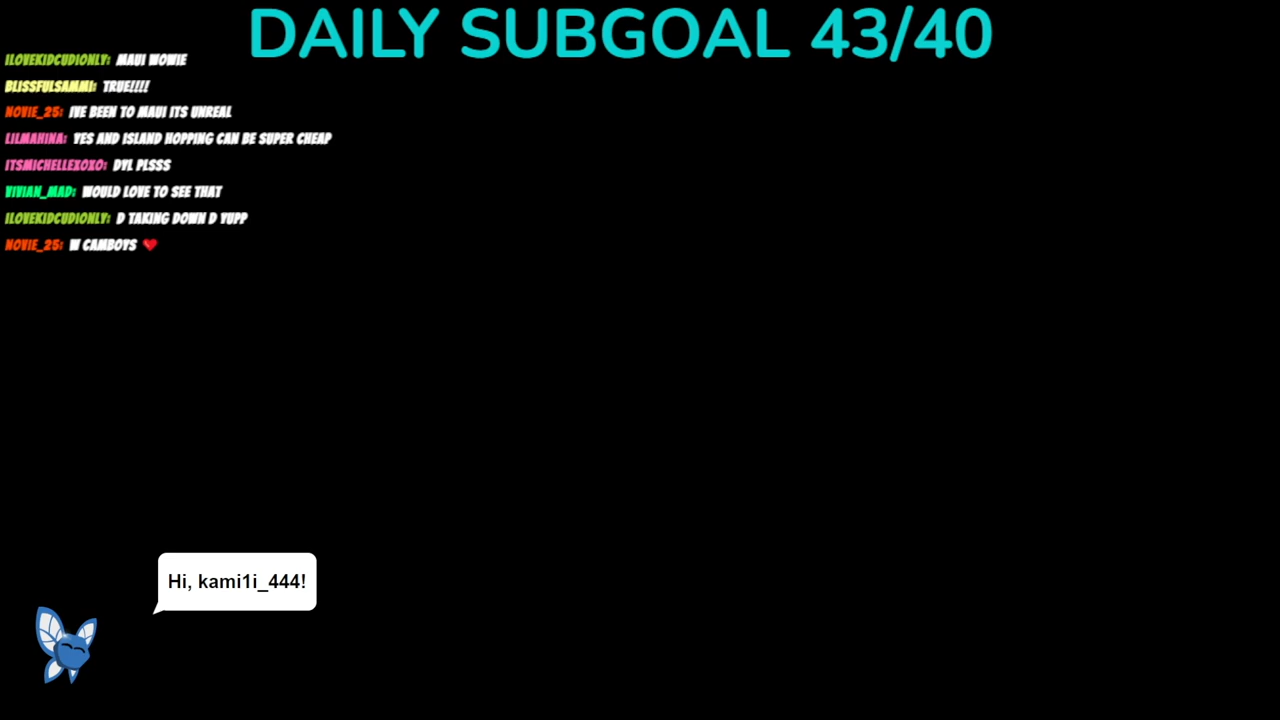 DAILY SUBGOAL 43/40
ILOVEKIDCUDIONLY: MAUI WOWIE
BLISSFULSAMMI: TRUE!!!!
NOVIE_25: IVE BEEN TO MAUI ITS UNREAL
LILMAHINA: YES AND ISLAND HOPPING CAN BE SUPER CHEAP
ITSMICHELLEXOXO: DYL PLSSS
VIVIAN_MAD: WOULD LOVE TO SEE THAT
ILOVEKIDCUDIONLY: D TAKING DOWN D YUPP
NOVIE_25: W CAMBOYS ❤
Hi, kami1i_444!